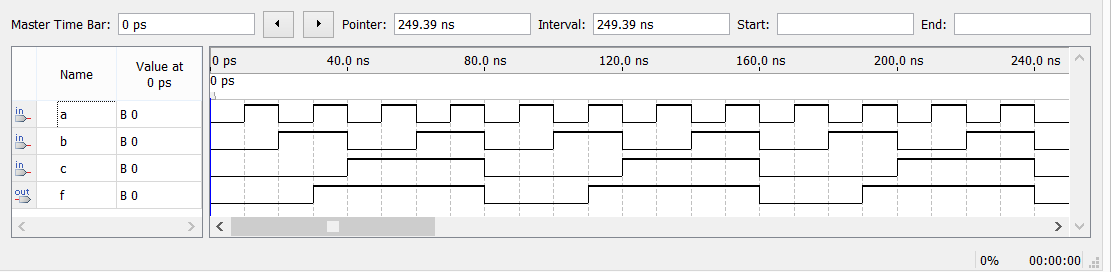 Master Time Bar: 0 ps Pointer: 249.39 ns Interval: 249.39 ns Start: End:
Name Value at 0 ps
0 ps 40.0 ns 80.0 ns 120.0 ns 160.0 ns 200.0 ns 240.0 ns
0 ps
in a B 0
in b B 0
in c B 0
out f B 0
0% 00:00:00